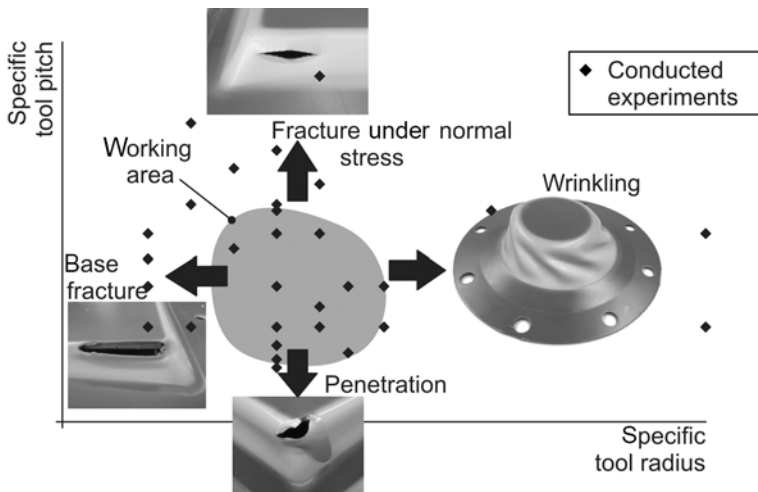 Specific
tool pitch
Conducted
experiments
Fracture under normal
stress
Working
area
Wrinkling
Base
fracture
Penetration
Specific
tool radius